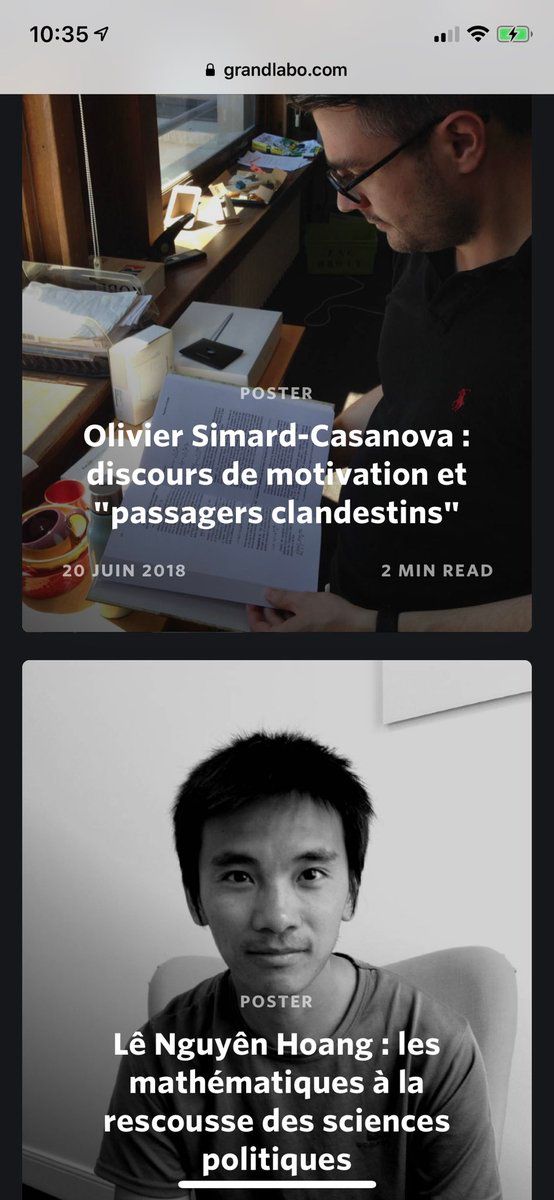 10:35
grandlabo.com
POSTER
Olivier Simard-Casanova :
discours de motivation et
"passagers clandestins"
20 JUIN 2018
2 MIN READ
POSTER
Lê Nguyên Hoang : les
mathématiques à la
rescousse des sciences
politiques